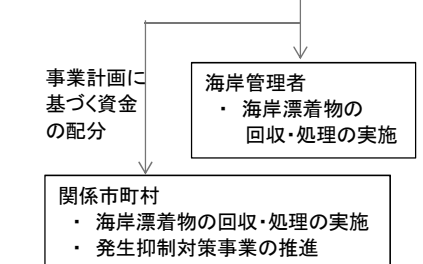 事業計画に
基づく資金
の配分
海岸管理者
・ 海岸漂着物の
回収・処理の実施
関係市町村
・ 海岸漂着物の回収・処理の実施
・ 発生抑制対策事業の推進